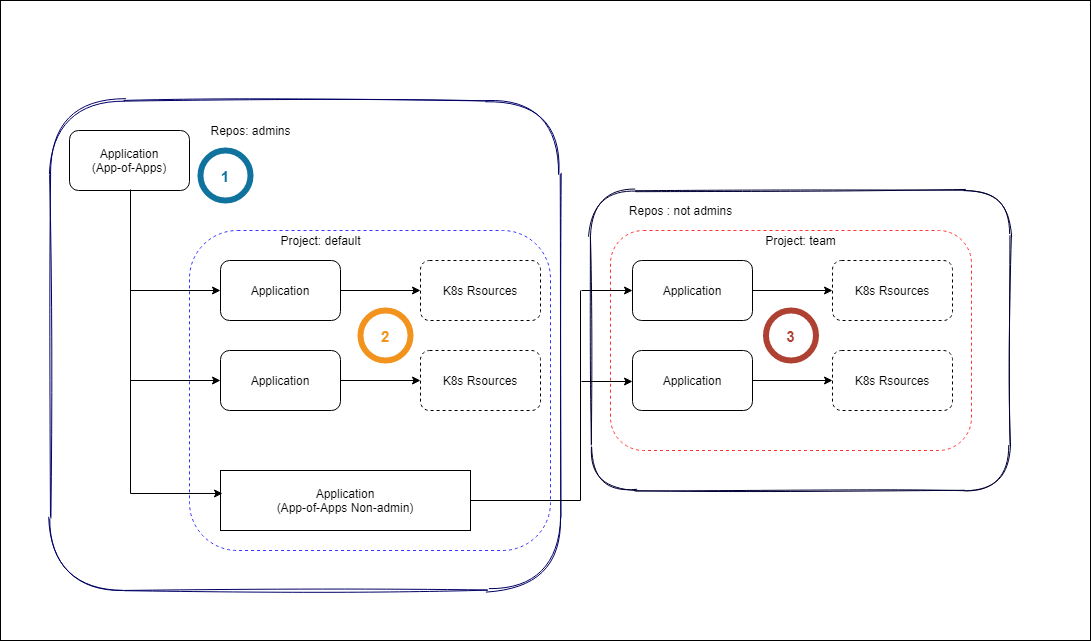 Repos: admins
Application
(App-of-Apps)
1
Repos : not admins
Project: default
Project: team
Application
K8s Rsources
Application
K8s Rsources
2
3
Application
K8s Rsources
Application
K8s Rsources
Application
(App-of-Apps Non-admin)